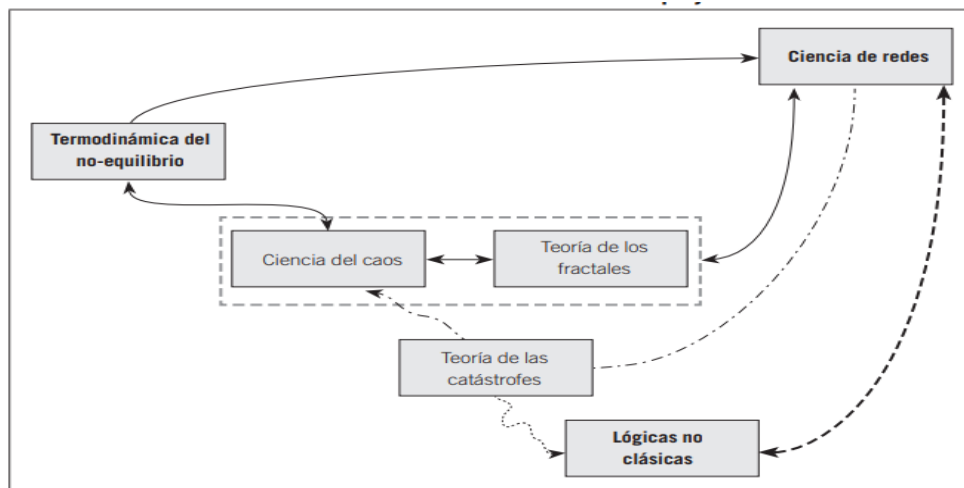 Ciencia de redes
Termodinámica del
no-equilibrio
Ciencia del caos
Teoría de los
fractales
Teoría de las
catástrofes
Lógicas no
clásicas